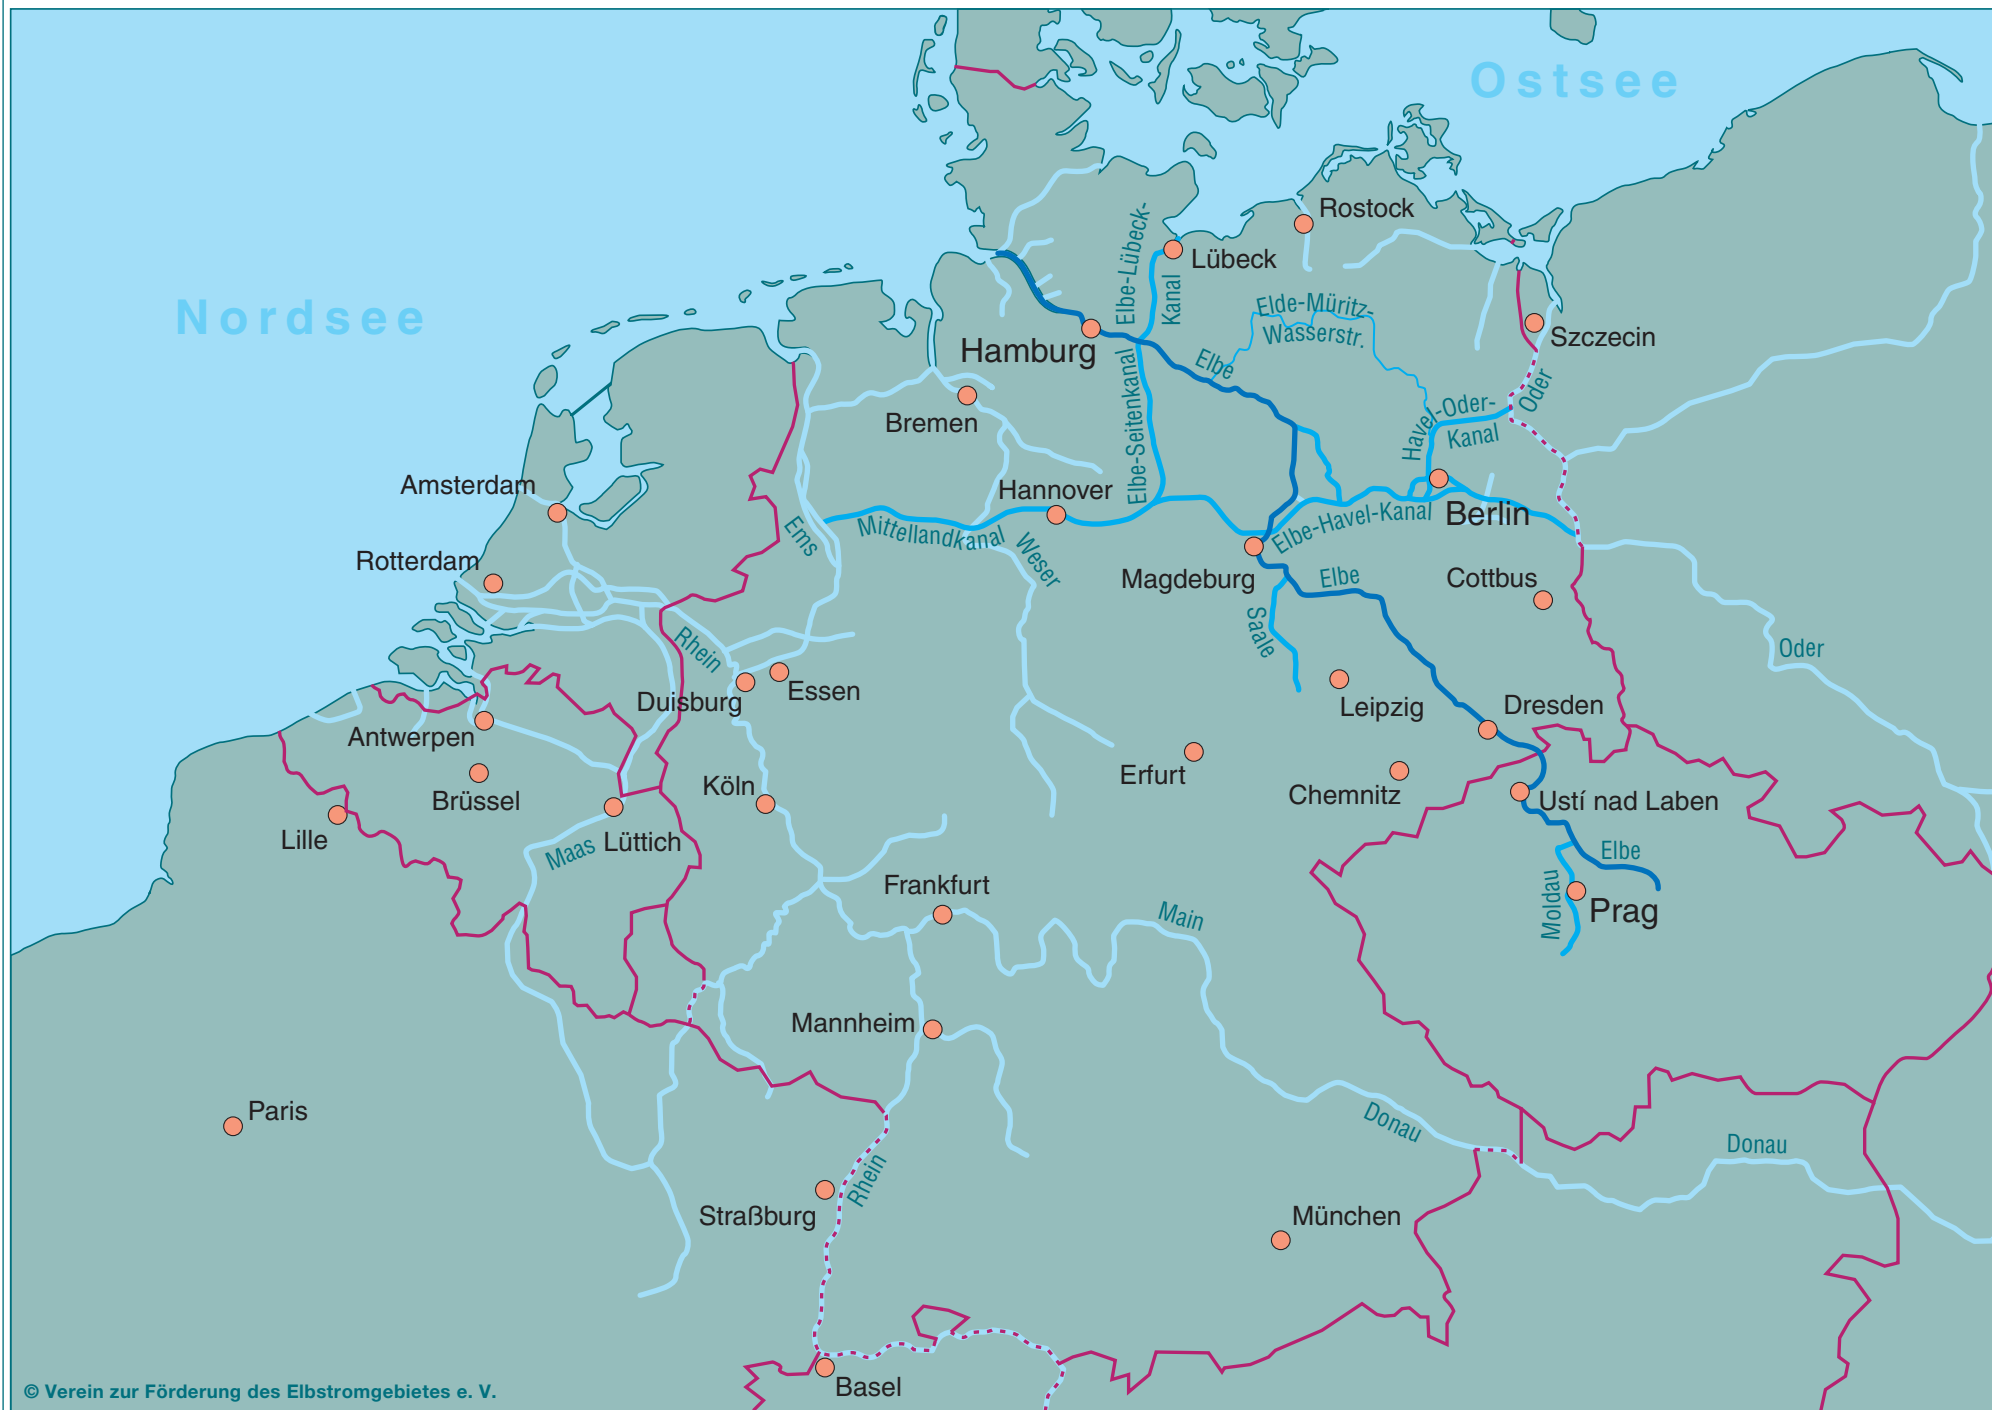 Ostsee
Nordsee
Rostock
Lübeck
Elbe-Lübeck-
Kanal
Elde-Müritz-
Wasserstr.
Szczecin
Hamburg
Elbe
Oder
Elbe-Seitenkanal
Bremen
Havel-Oder-
Kanal
Amsterdam
Hannover
Berlin
Ems
Mittellandkanal
Weser
Elbe-Havel-Kanal
Rotterdam
Magdeburg
Elbe
Cottbus
Saale
Rhein
Oder
Duisburg
Essen
Leipzig
Dresden
Antwerpen
Brüssel
Köln
Erfurt
Chemnitz
Ustí nad Laben
Lille
Maas
Lüttich
Elbe
Frankfurt
Moldau
Prag
Main
Mannheim
Paris
Donau
Donau
Rhein
Straßburg
München
Basel
© Verein zur Förderung des Elbstromgebietes e. V.